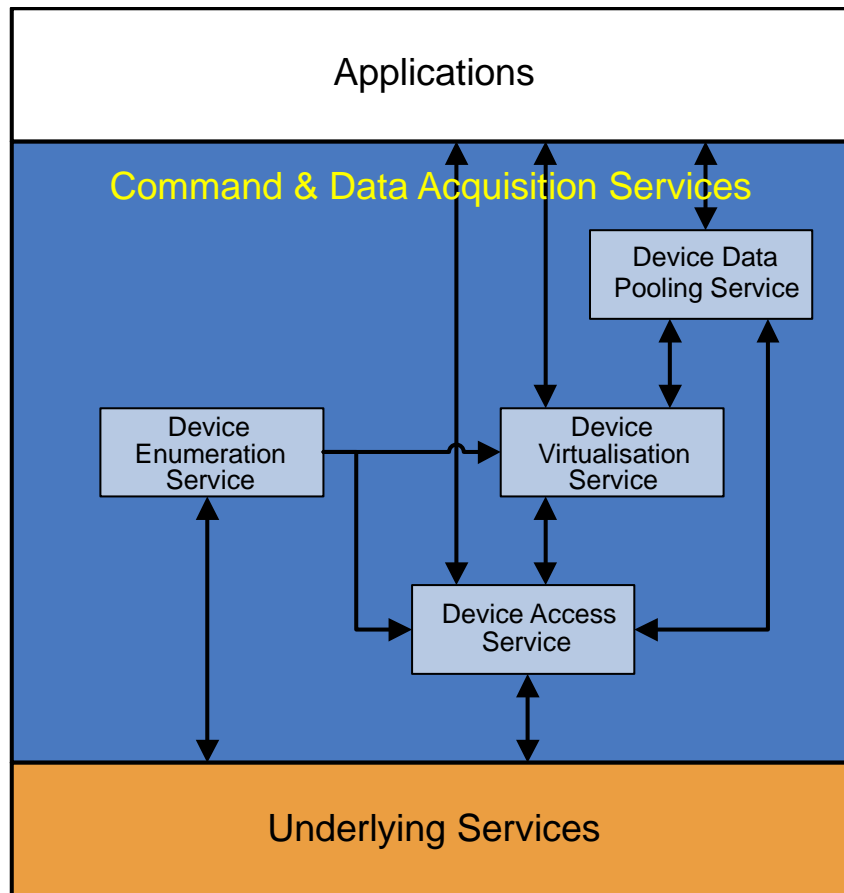 Applications
Command & Data Acquisition Services
Device Data
Pooling Service
Device
Enumeration
Service
Device
Virtualisation
Service
Device Access
Service
Underlying Services